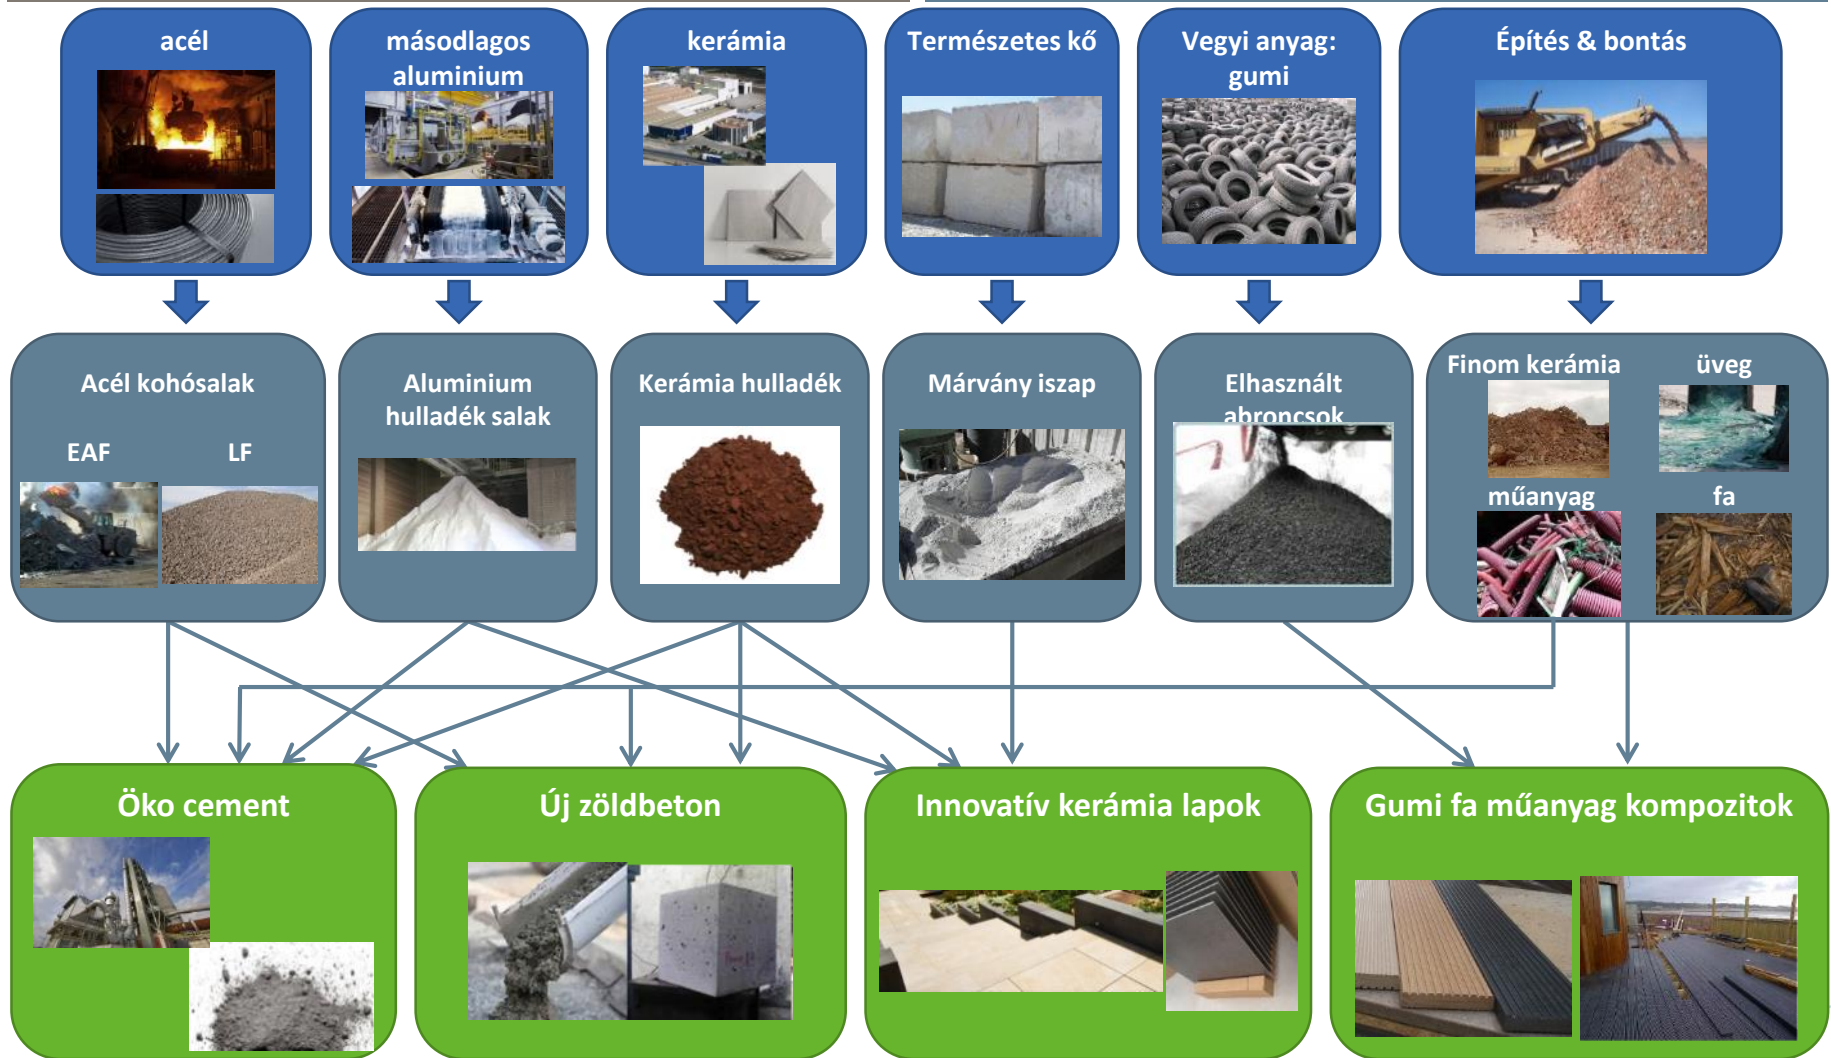 acél
másodlagos
aluminium
kerámia
Természetes kő
Vegyi anyag:
gumi
Építés & bontás
Acél kohósalak
EAF
LF
Aluminium
hulladék salak
Kerámia hulladék
Márvány iszap
Elhasznált
abroncsok
Finom kerámia
üveg
műanyag
fa
Öko cement
Új zöldbeton
Innovatív kerámia lapok
Gumi fa műanyag kompozitok